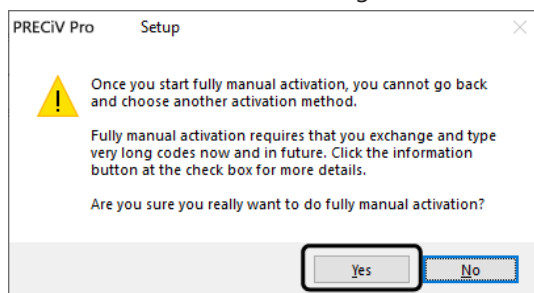 PRECiV Pro Setup
Once you start fully manual activation, you cannot go back
and choose another activation method.
Fully manual activation requires that you exchange and type
very long codes now and in future. Click the information
button at the check box for more details.
Are you sure you really want to do fully manual activation?
Yes No